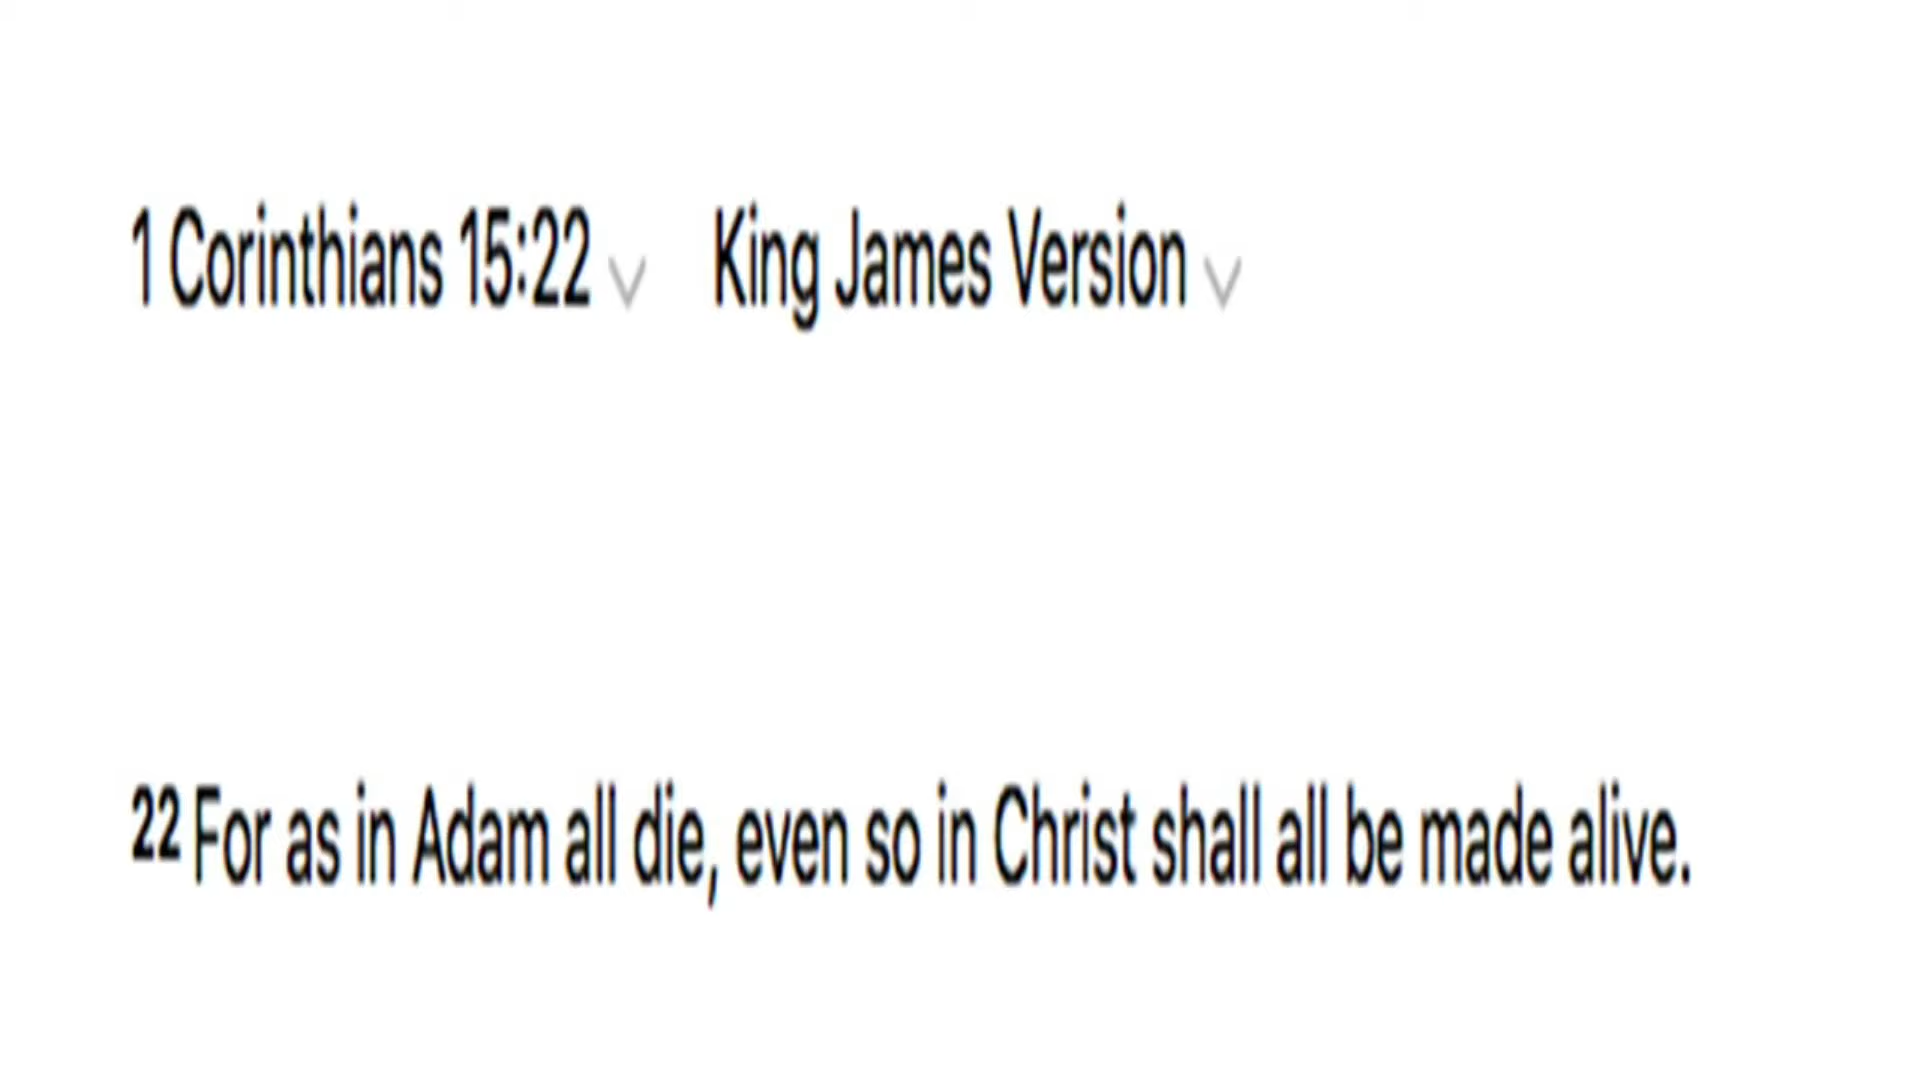 1 Corinthians 15:22 King James Version
22 For as in Adam all die, even so in Christ shall all be made alive.